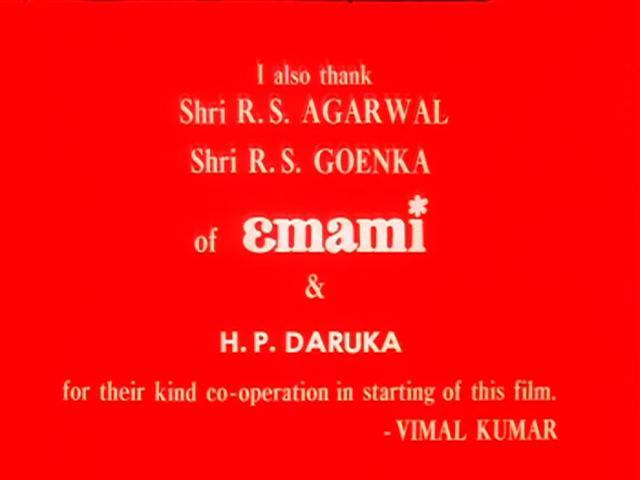 I also thank
Shri R. S. AGARWAL
Shri R. S. GOENKA
of emami
&
H. P. DARUKA
for their kind co-operation in starting of this film.
- VIMAL KUMAR